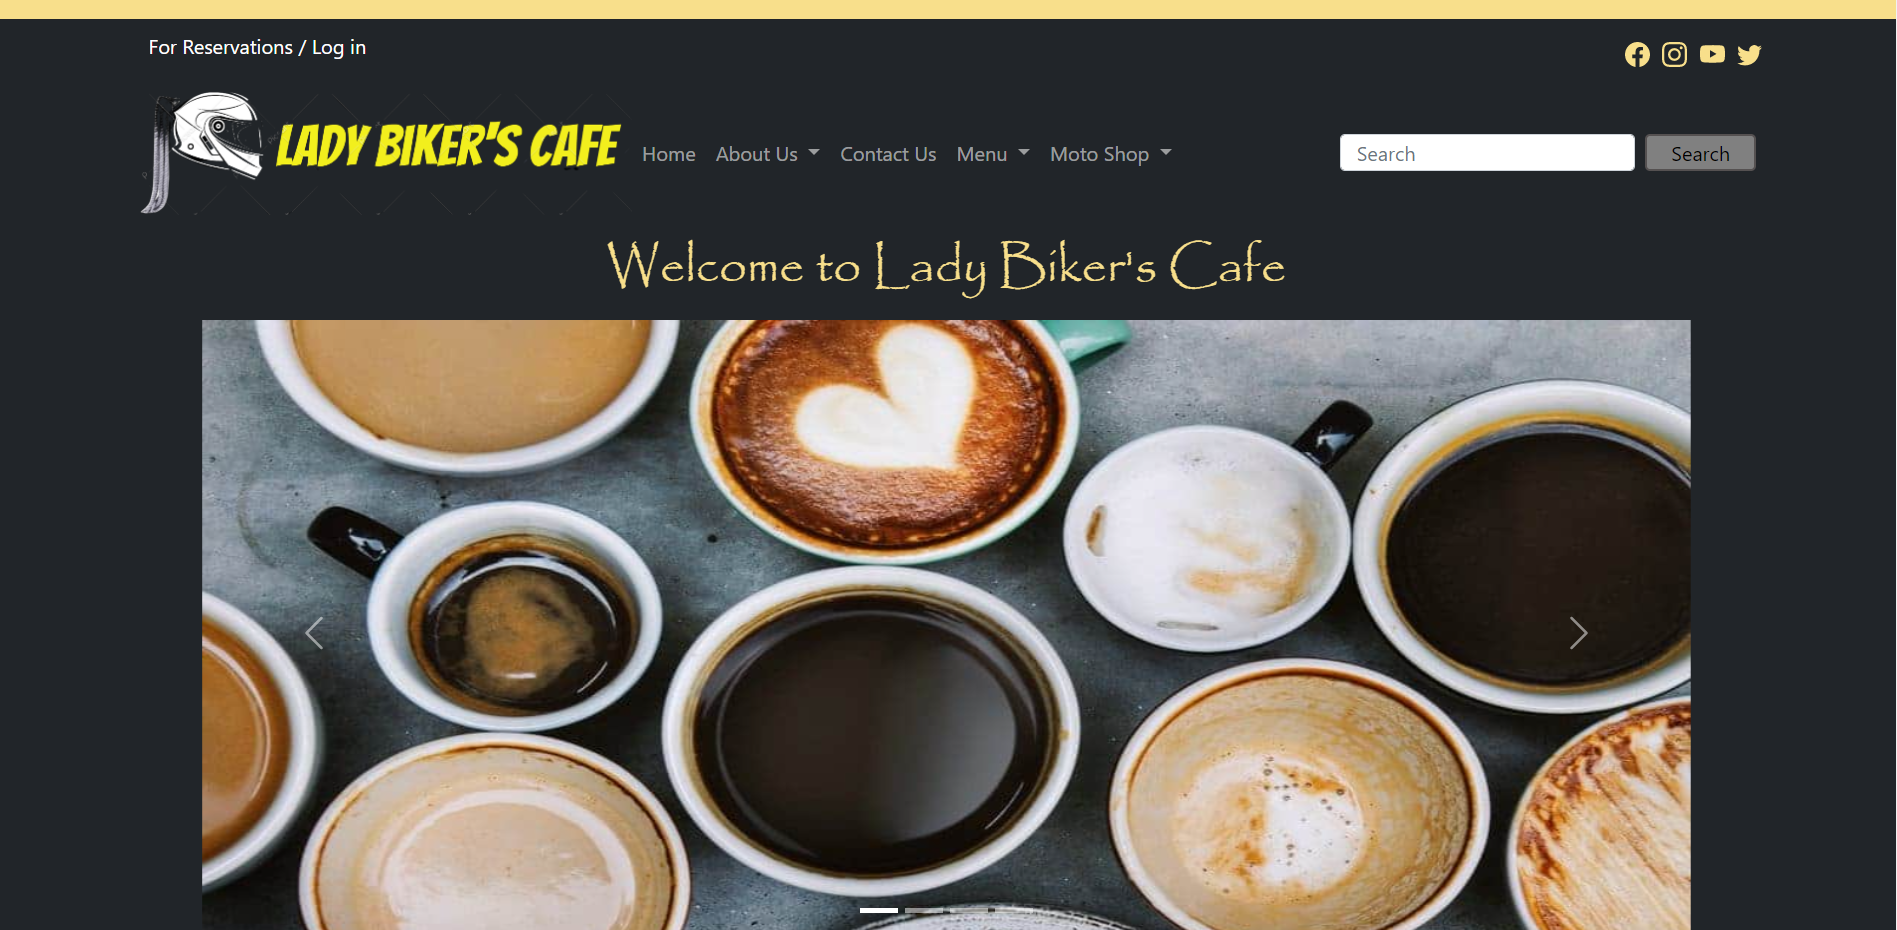 For Reservations / Log in
LADY BIKER'S CAFE
Home About Us Contact Us Menu Moto Shop
Search Search
Welcome to Lady Biker's Cafe